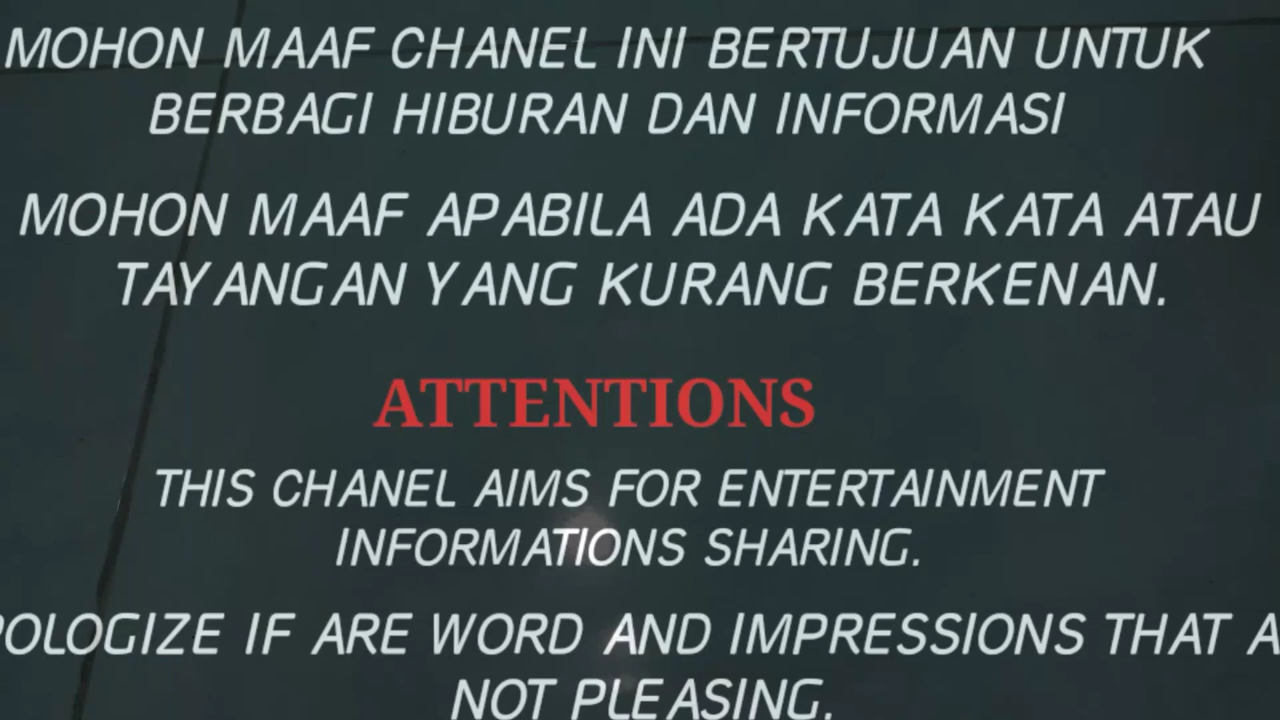 MOHON MAAF CHANEL INI BERTUJUAN UNTUK
BERBAGI HIBURAN DAN INFORMASI
MOHON MAAF APABILA ADA KATA KATA ATAU
TAYANGAN YANG KURANG BERKENAN.
ATTENTIONS
THIS CHANEL AIMS FOR ENTERTAINMENT
INFORMATIONS SHARING.
POLOGIZE IF ARE WORD AND IMPRESSIONS THAT A
NOT PLEASING.